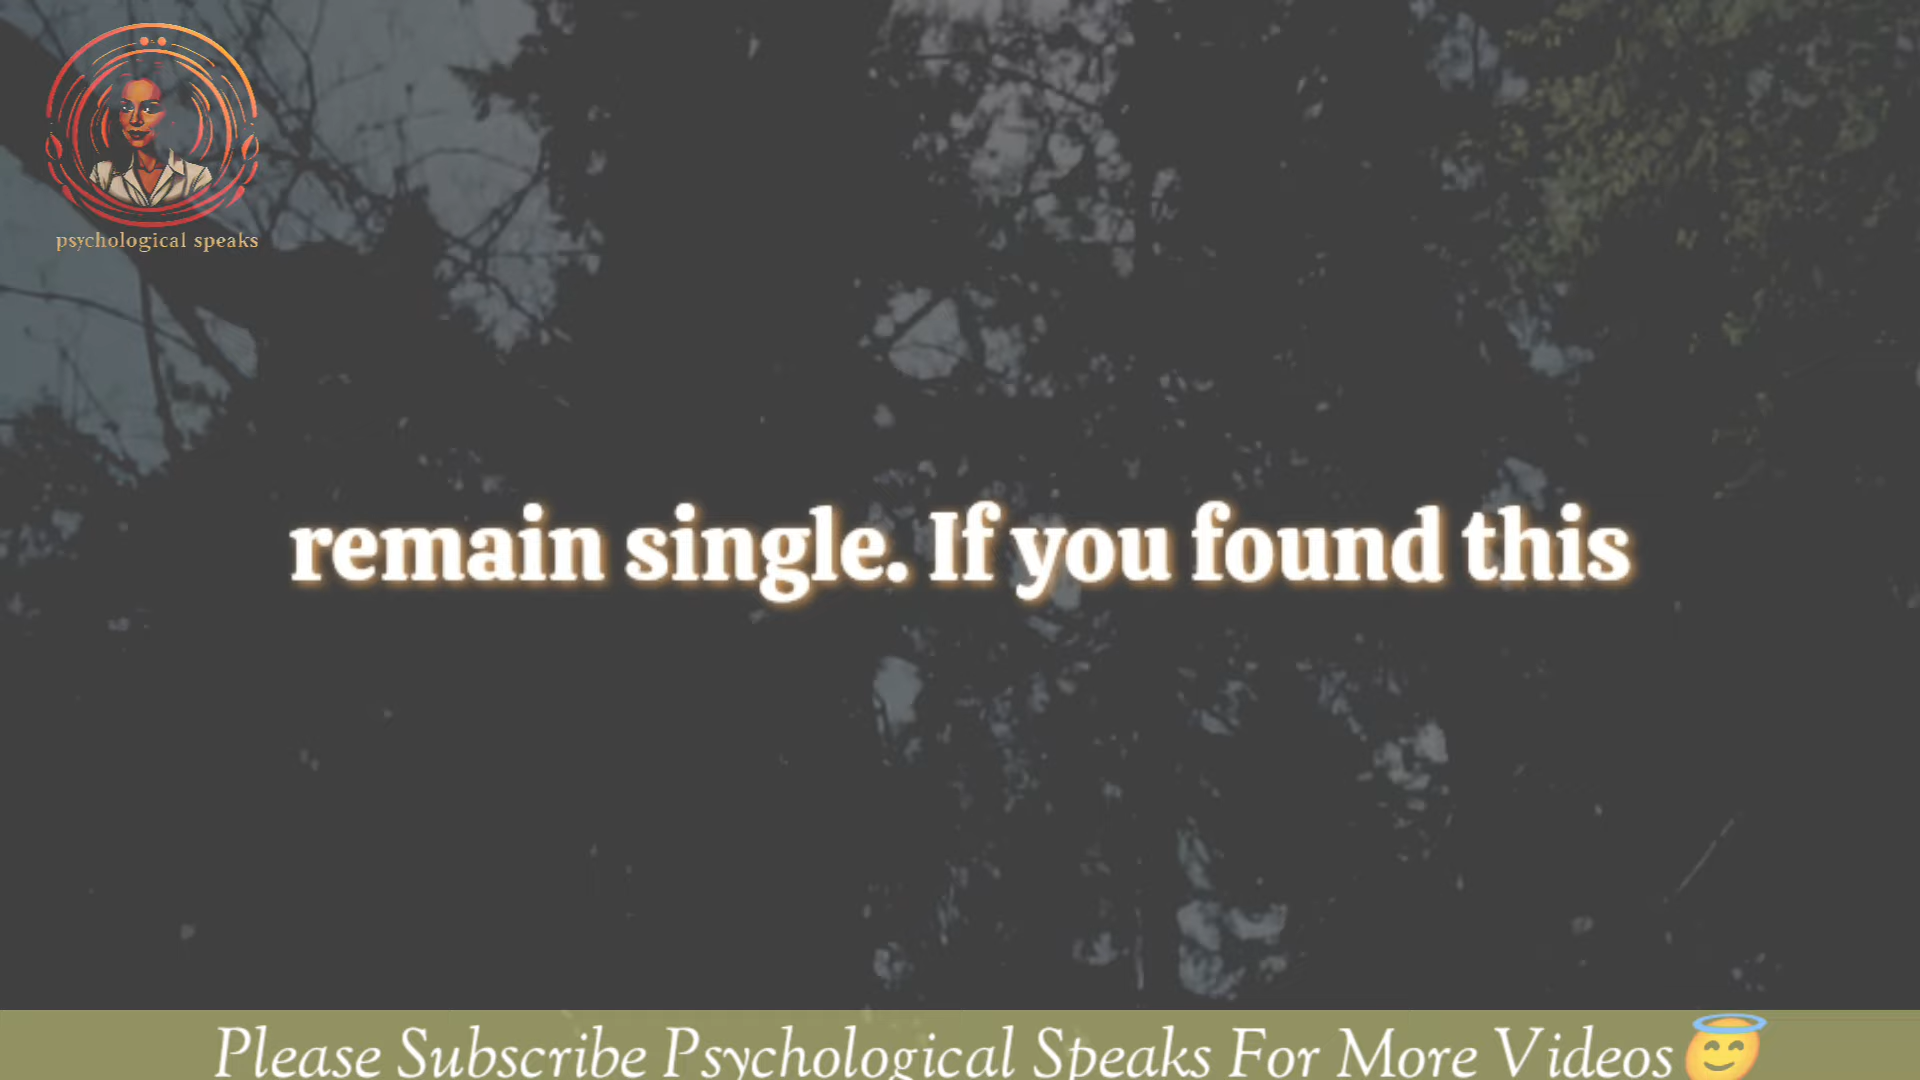 psychological speaks
remain single. If you found this
Please Subscribe Psychological Speaks For More Videos 😇